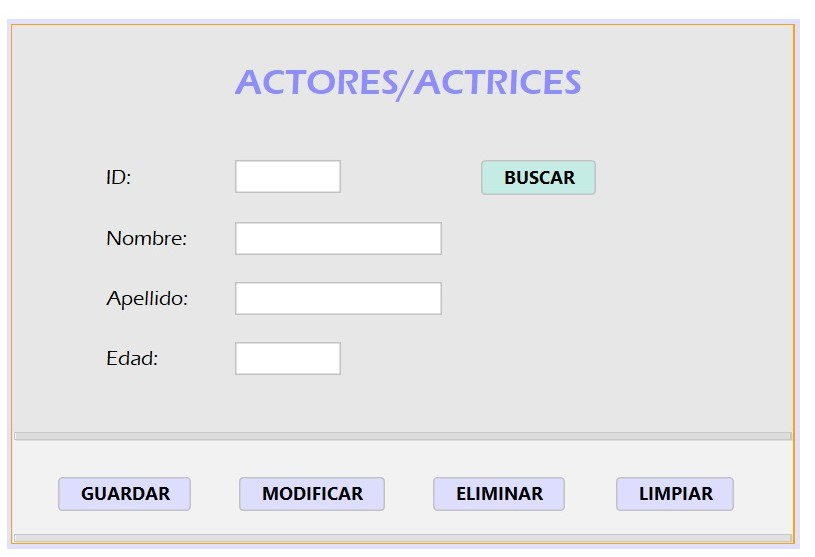 ACTORES/ACTRICES
ID:
BUSCAR
Nombre:
Apellido:
Edad:
GUARDAR MODIFICAR ELIMINAR LIMPIAR